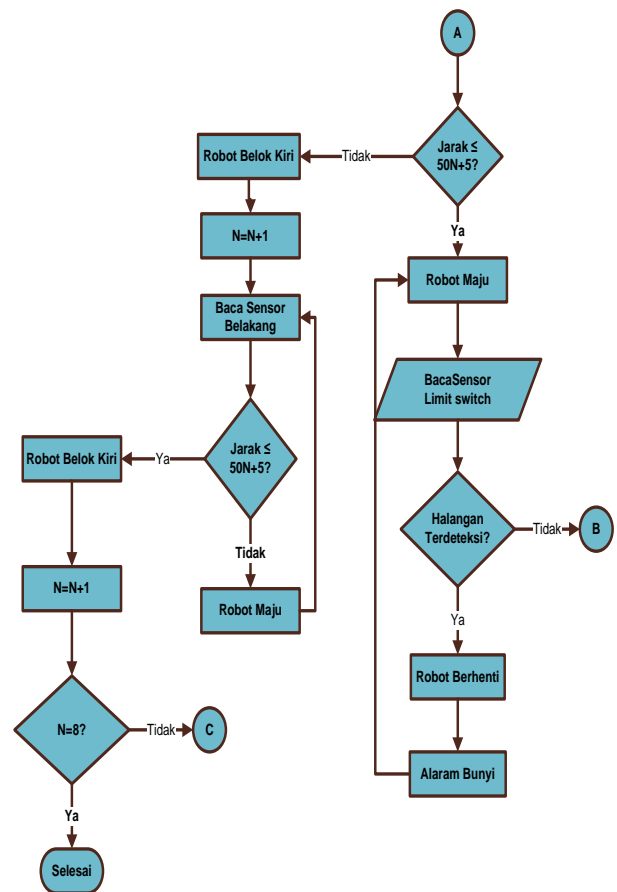 A
Jarak ≤
50N+5?
Tidak
Robot Belok Kiri
Ya
N=N+1
Robot Maju
Baca Sensor
Belakang
BacaSensor
Limit switch
Jarak ≤
50N+5?
Ya
Robot Belok Kiri
Halangan
Terdeteksi?
Tidak
B
Tidak
N=N+1
Robot Maju
Ya
Robot Berhenti
N=8?
Tidak
C
Alaram Bunyi
Ya
Selesai